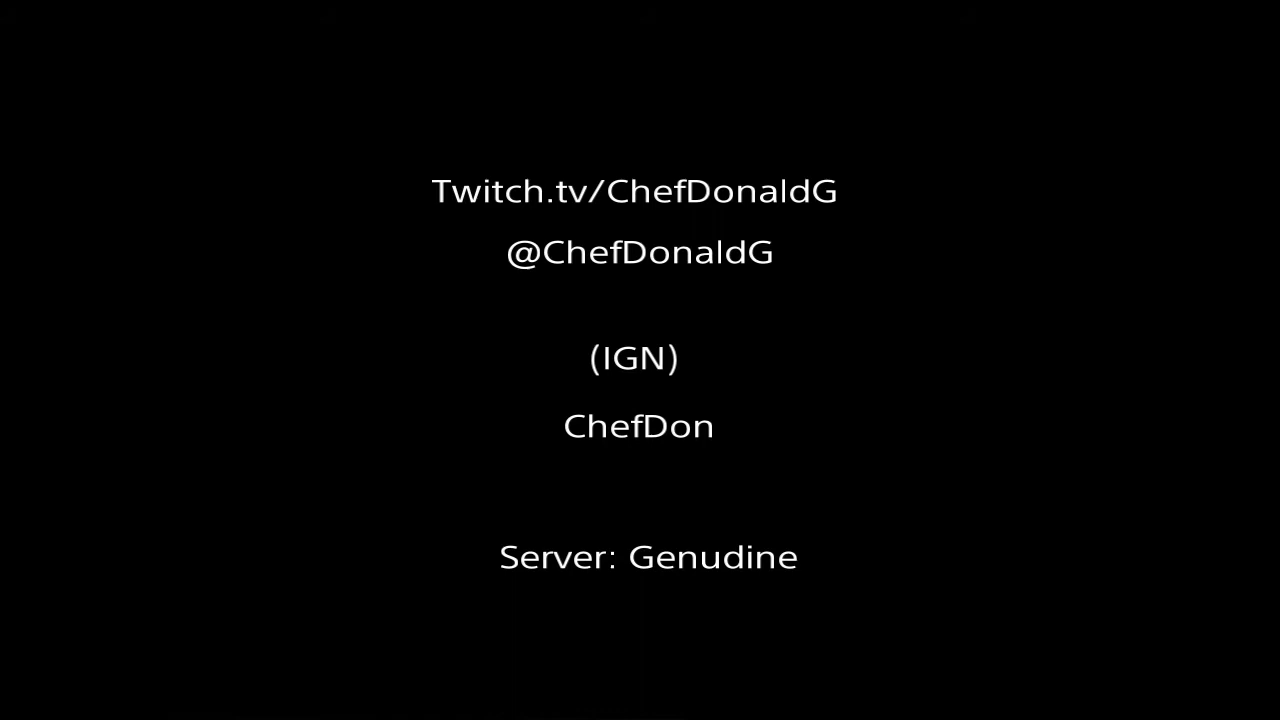 Twitch.tv/ChefDonaldG
@ChefDonaldG
(IGN)
ChefDon
Server: Genudine